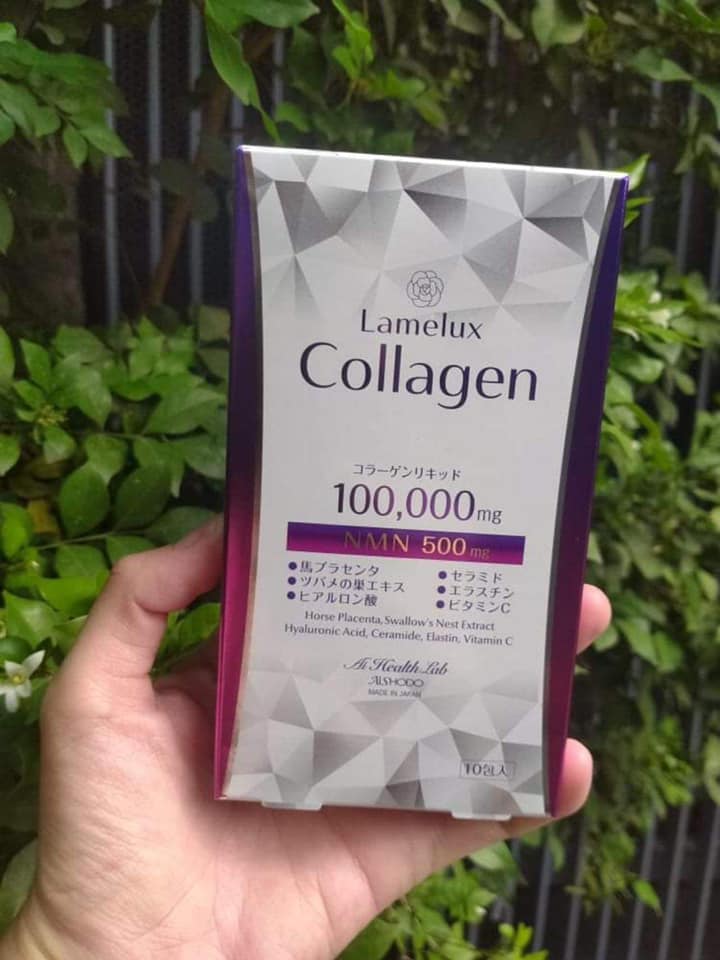 Lamelux
Collagen
コラーゲンリキッド
100,000mg
NMN 500mg
●馬プラセンタ
●ツバメの巣エキス
●ヒアルロン酸
●セラミド
●エラスチン
●ビタミンC
Horse Placenta, Swallow's Nest Extract
Hyaluronic Acid, Ceramide, Elastin, Vitamin C
Ai Health Lab
AISHODO
MADE IN JAPAN
10包入